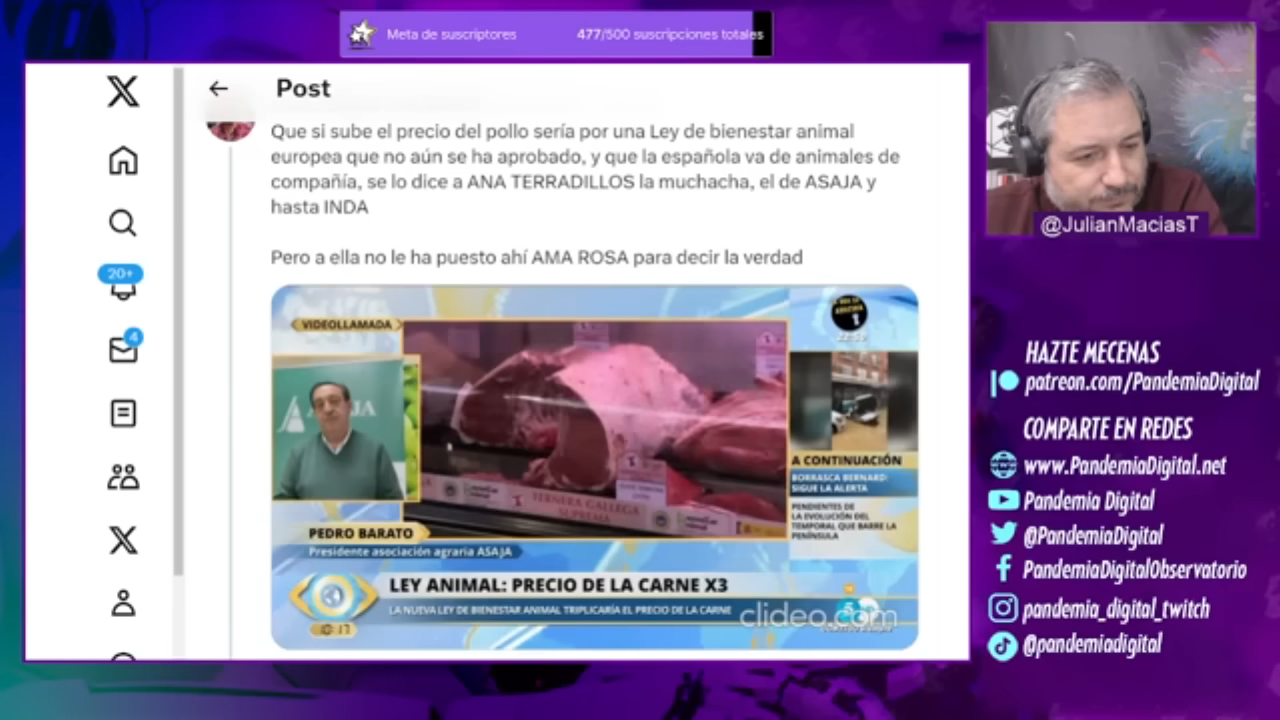 Meta de suscriptores 477/500 suscripciones totales
Post
Que si sube el precio del pollo sería por una Ley de bienestar animal
europea que no aún se ha aprobado, y que la española va de animales de
compañía, se lo dice a ANA TERRADILLOS la muchacha, el de ASAJA y
hasta INDA
Pero a ella no le ha puesto ahí AMA ROSA para decir la verdad
20+
4
VIDEOLLAMADA
TERNERA GALLEGA
SUPREMA
PEDRO BARATO
Presidente asociación agraria ASAJA
A CONTINUACIÓN
BORRASCA BERNARD:
SIGUE LA ALERTA
PENDIENTES DE
LA EVOLUCIÓN DEL
TEMPORAL QUE BARRE LA
PENÍNSULA
LEY ANIMAL: PRECIO DE LA CARNE X3
LA NUEVA LEY DE BIENESTAR ANIMAL TRIPLICARÍA EL PRECIO DE LA CARNE
clideo.com
@JulianMaciasT
HAZTE MECENAS
patreon.com/PandemiaDigital
COMPARTE EN REDES
www.PandemiaDigital.net
Pandemia Digital
@PandemiaDigital
PandemiaDigitalObservatorio
pandemia_digital_twitch
@pandemiadigital